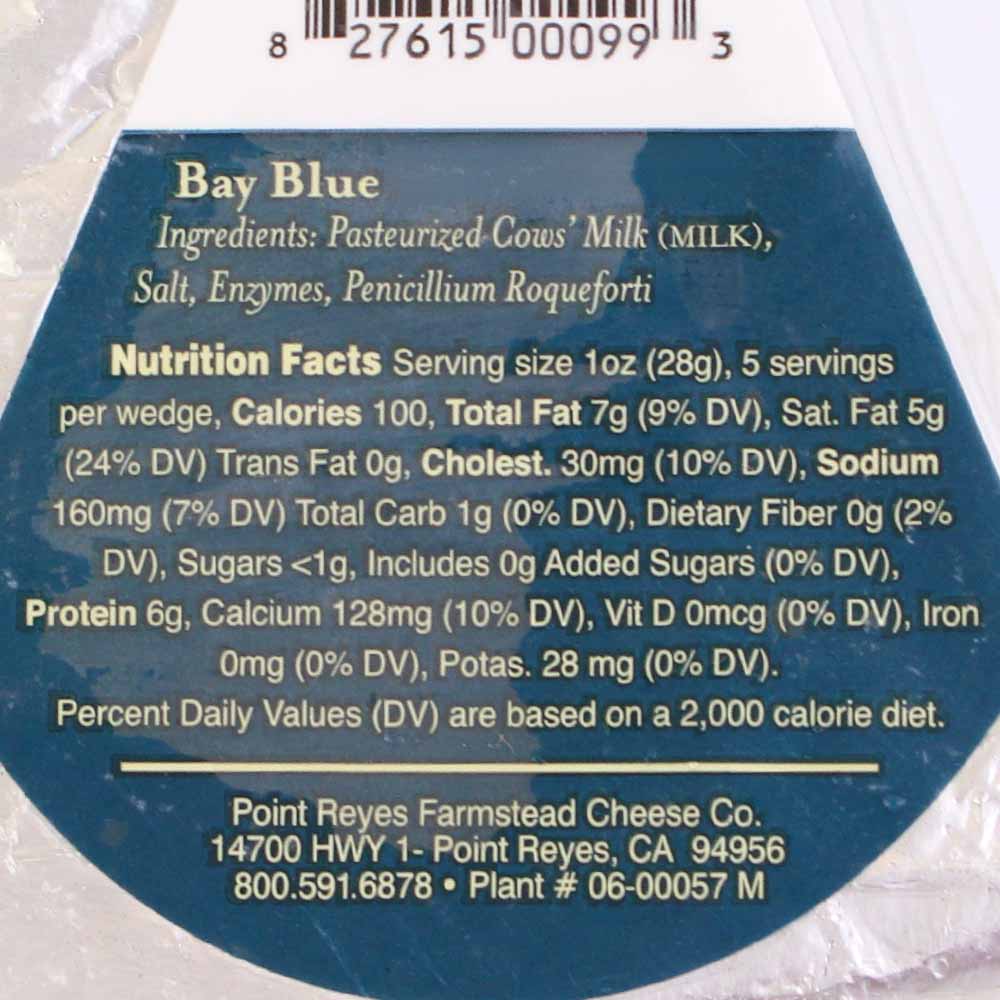 8 27615 00099 3
Bay Blue
Ingredients: Pasteurized Cows' Milk (MILK),
Salt, Enzymes, Penicillium Roqueforti
Nutrition Facts Serving size 1oz (28g), 5 servings
per wedge, Calories 100, Total Fat 7g (9% DV), Sat. Fat 5g
(24% DV) Trans Fat 0g, Cholest. 30mg (10% DV), Sodium
160mg (7% DV) Total Carb 1g (0% DV), Dietary Fiber 0g (2%
DV), Sugars <1g, Includes 0g Added Sugars (0% DV),
Protein 6g, Calcium 128mg (10% DV), Vit D 0mcg (0% DV), Iron
0mg (0% DV), Potas. 28 mg (0% DV).
Percent Daily Values (DV) are based on a 2,000 calorie diet.
Point Reyes Farmstead Cheese Co.
14700 HWY 1- Point Reyes, CA 94956
800.591.6878 • Plant # 06-00057 M